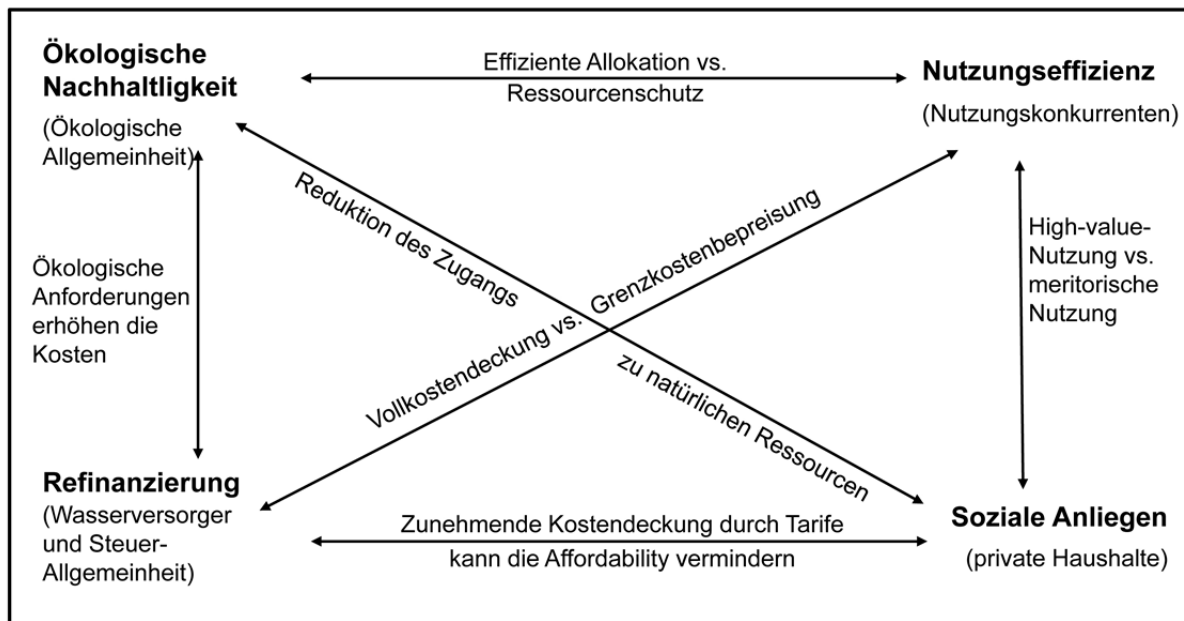 Ökologische
Nachhaltligkeit
(Ökologische
Allgemeinheit)
Effiziente Allokation vs.
Ressourcenschutz
Nutzungseffizienz
(Nutzungskonkurrenten)
Reduktion des Zugangs
zu natürlichen Ressourcen
Vollkostendeckung vs. Grenzkostenbepreisung
Ökologische
Anforderungen
erhöhen die
Kosten
High-value-
Nutzung vs.
meritorische
Nutzung
Refinanzierung
(Wasserversorger
und Steuer-
Allgemeinheit)
Zunehmende Kostendeckung durch Tarife
kann die Affordability vermindern
Soziale Anliegen
(private Haushalte)